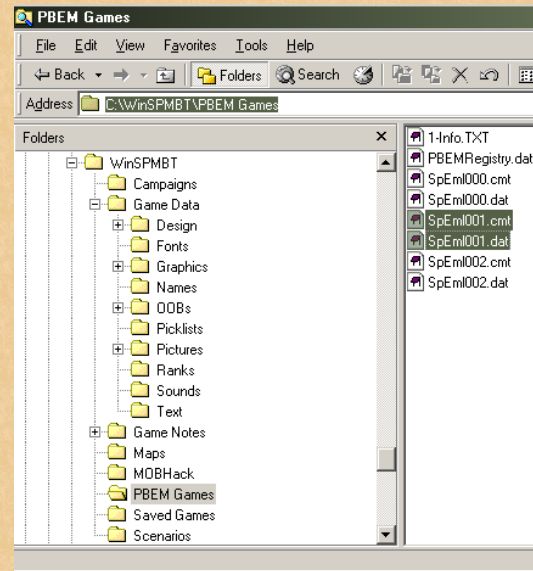 PBEM Games
File Edit View Favorites Tools Help
Back Folders Search
Address C:\WinSPMBT\PBEM Games
Folders
WinSPMBT
Campaigns
Game Data
Design
Fonts
Graphics
Names
OOBs
Picklists
Pictures
Ranks
Sounds
Text
Game Notes
Maps
MOBHack
PBEM Games
Saved Games
Scenarios
1-Info.TXT
PBEMRegistry.dat
SpEml000.cmt
SpEml000.dat
SpEml001.cmt
SpEml001.dat
SpEml002.cmt
SpEml002.dat